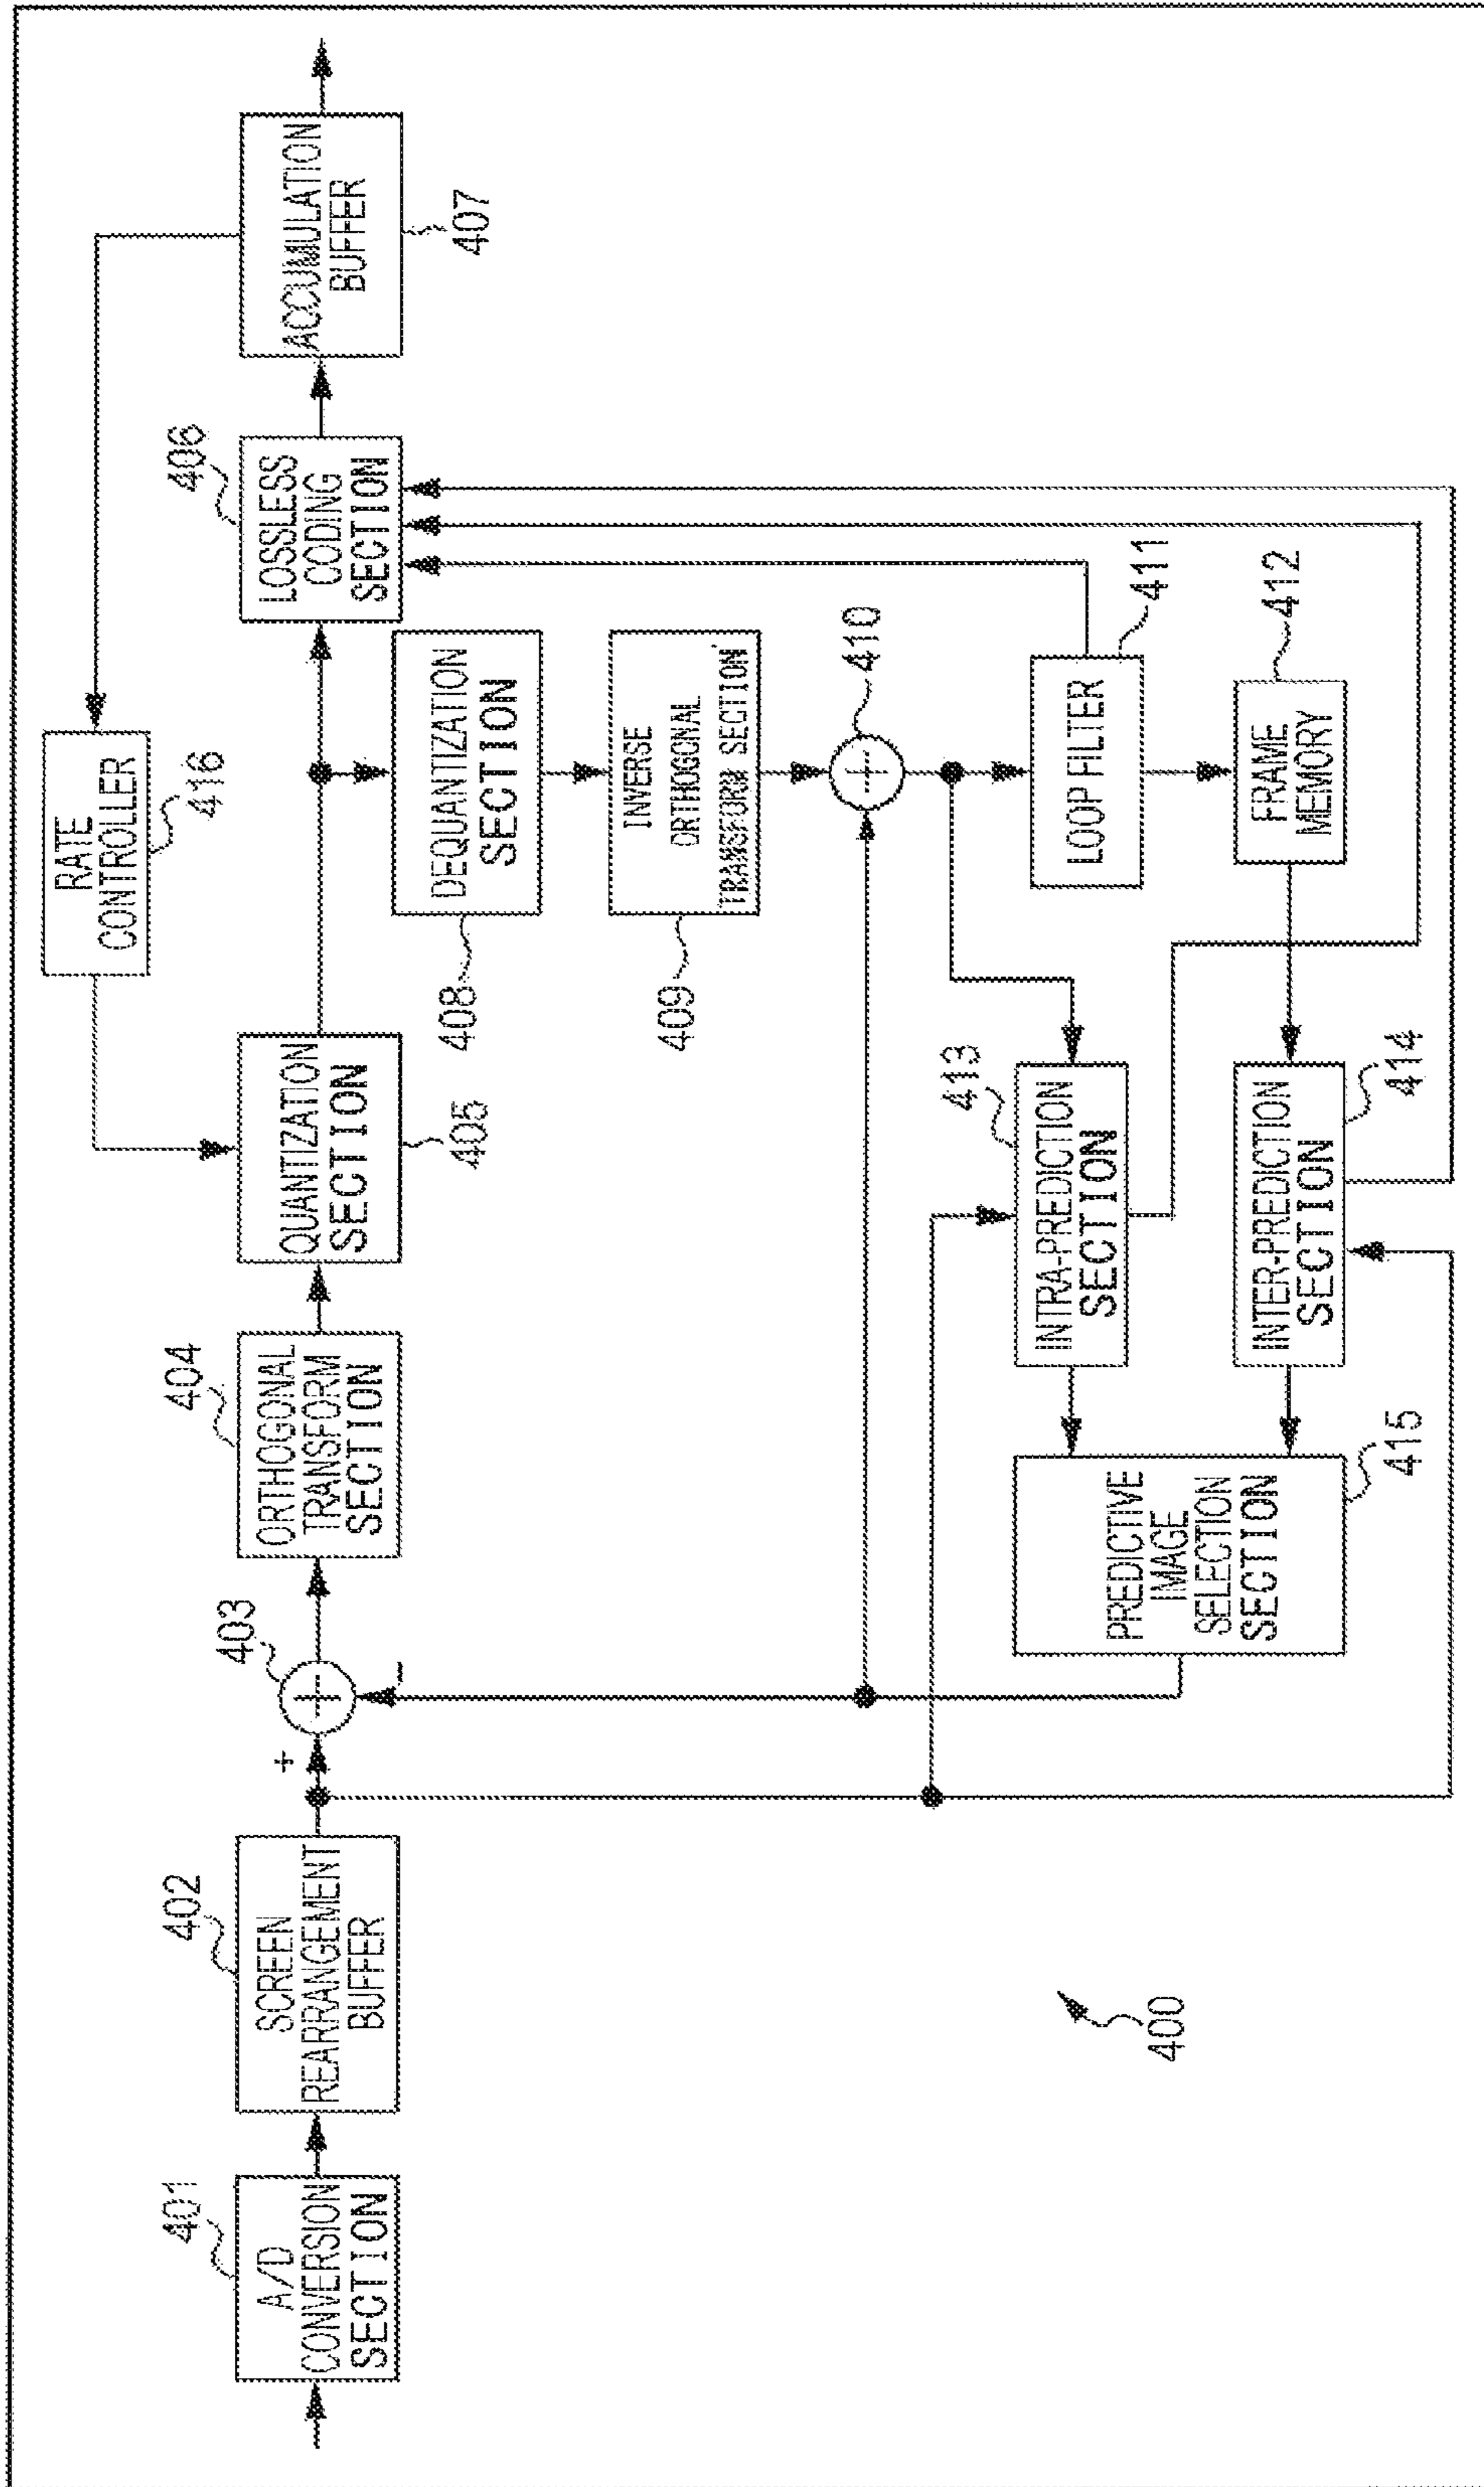 400
401
A/D
CONVERSION
SECTION
402
SCREEN
REARRANGEMENT
BUFFER
+
403
-
404
ORTHOGONAL
TRANSFORM
SECTION
QUANTIZATION
SECTION
405
RATE
CONTROLLER
416
406
LOSSLESS
CODING
SECTION
ACCUMULATION
BUFFER
407
DEQUANTIZATION
SECTION
408
INVERSE
ORTHOGONAL
TRANSFORM SECTION
409
410
LOOP FILTER
411
FRAME
MEMORY
412
413
INTRA-PREDICTION
SECTION
INTER-PREDICTION
SECTION
414
PREDICTIVE
IMAGE
SELECTION
SECTION
415